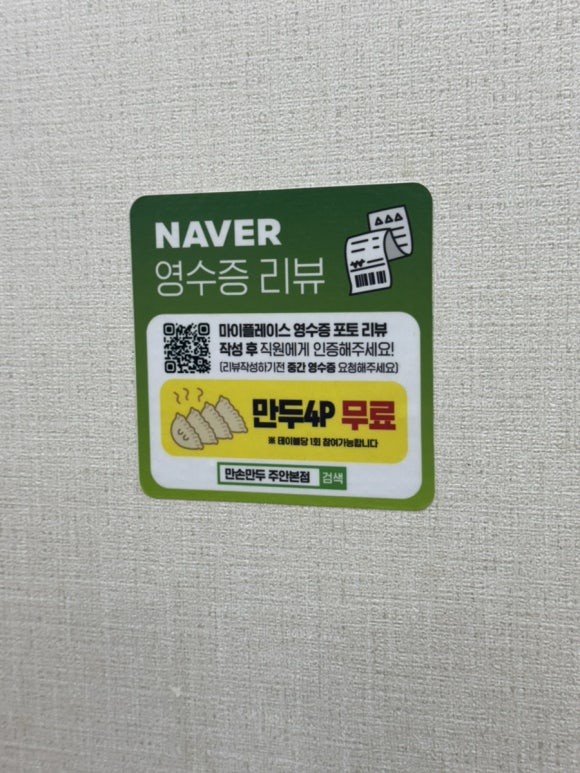 NAVER
영수증 리뷰
마이플레이스 영수증 포토 리뷰
작성 후 직원에게 인증해주세요!
(리뷰작성하기전 중간 영수증 요청해주세요)
만두4P 무료
※ 테이블당 1회 참여가능합니다
만손만두 주안본점 검색